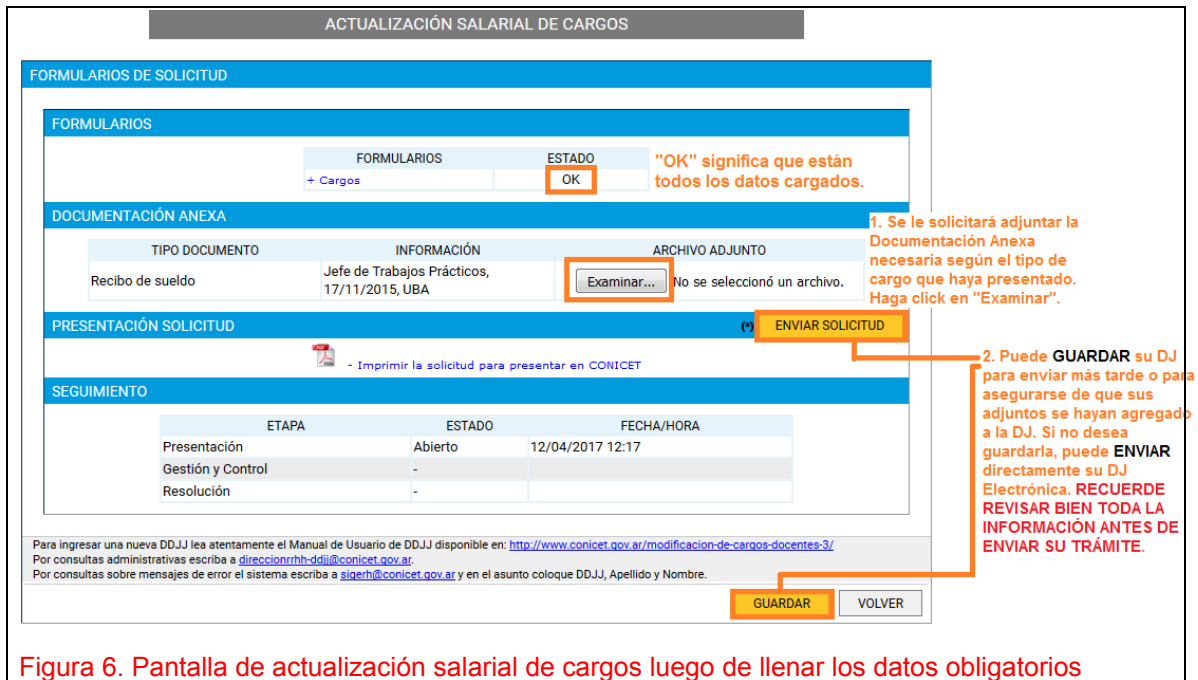 ACTUALIZACIÓN SALARIAL DE CARGOS
FORMULARIOS DE SOLICITUD
FORMULARIOS
FORMULARIOS ESTADO
+ Cargos OK
"OK" significa que están
todos los datos cargados.
DOCUMENTACIÓN ANEXA
TIPO DOCUMENTO INFORMACIÓN ARCHIVO ADJUNTO
Recibo de sueldo
Jefe de Trabajos Prácticos,
17/11/2015, UBA
Examinar... No se seleccionó un archivo.
1. Se le solicitará adjuntar la
Documentación Anexa
necesaria según el tipo de
cargo que haya presentado.
Haga click en "Examinar".
PRESENTACIÓN SOLICITUD (*) ENVIAR SOLICITUD
PDF
- Imprimir la solicitud para presentar en CONICET
2. Puede GUARDAR su DJ
para enviar más tarde o para
asegurarse de que sus
adjuntos se hayan agregado
a la DJ. Si no desea
guardarla, puede ENVIAR
directamente su DJ
Electrónica. RECUERDE
REVISAR BIEN TODA LA
INFORMACIÓN ANTES DE
ENVIAR SU TRÁMITE.
SEGUIMIENTO
ETAPA ESTADO FECHA/HORA
Presentación Abierto 12/04/2017 12:17
Gestión y Control -
Resolución -
Para ingresar una nueva DDJJ lea atentamente el Manual de Usuario de DDJJ disponible en: http://www.conicet.gov.ar/modificacion-de-cargos-docentes-3/
Por consultas administrativas escriba a direccionrrhh-ddjj@conicet.gov.ar.
Por consultas sobre mensajes de error el sistema escriba a sigerh@conicet.gov.ar y en el asunto coloque DDJJ, Apellido y Nombre.
GUARDAR VOLVER
Figura 6. Pantalla de actualización salarial de cargos luego de llenar los datos obligatorios